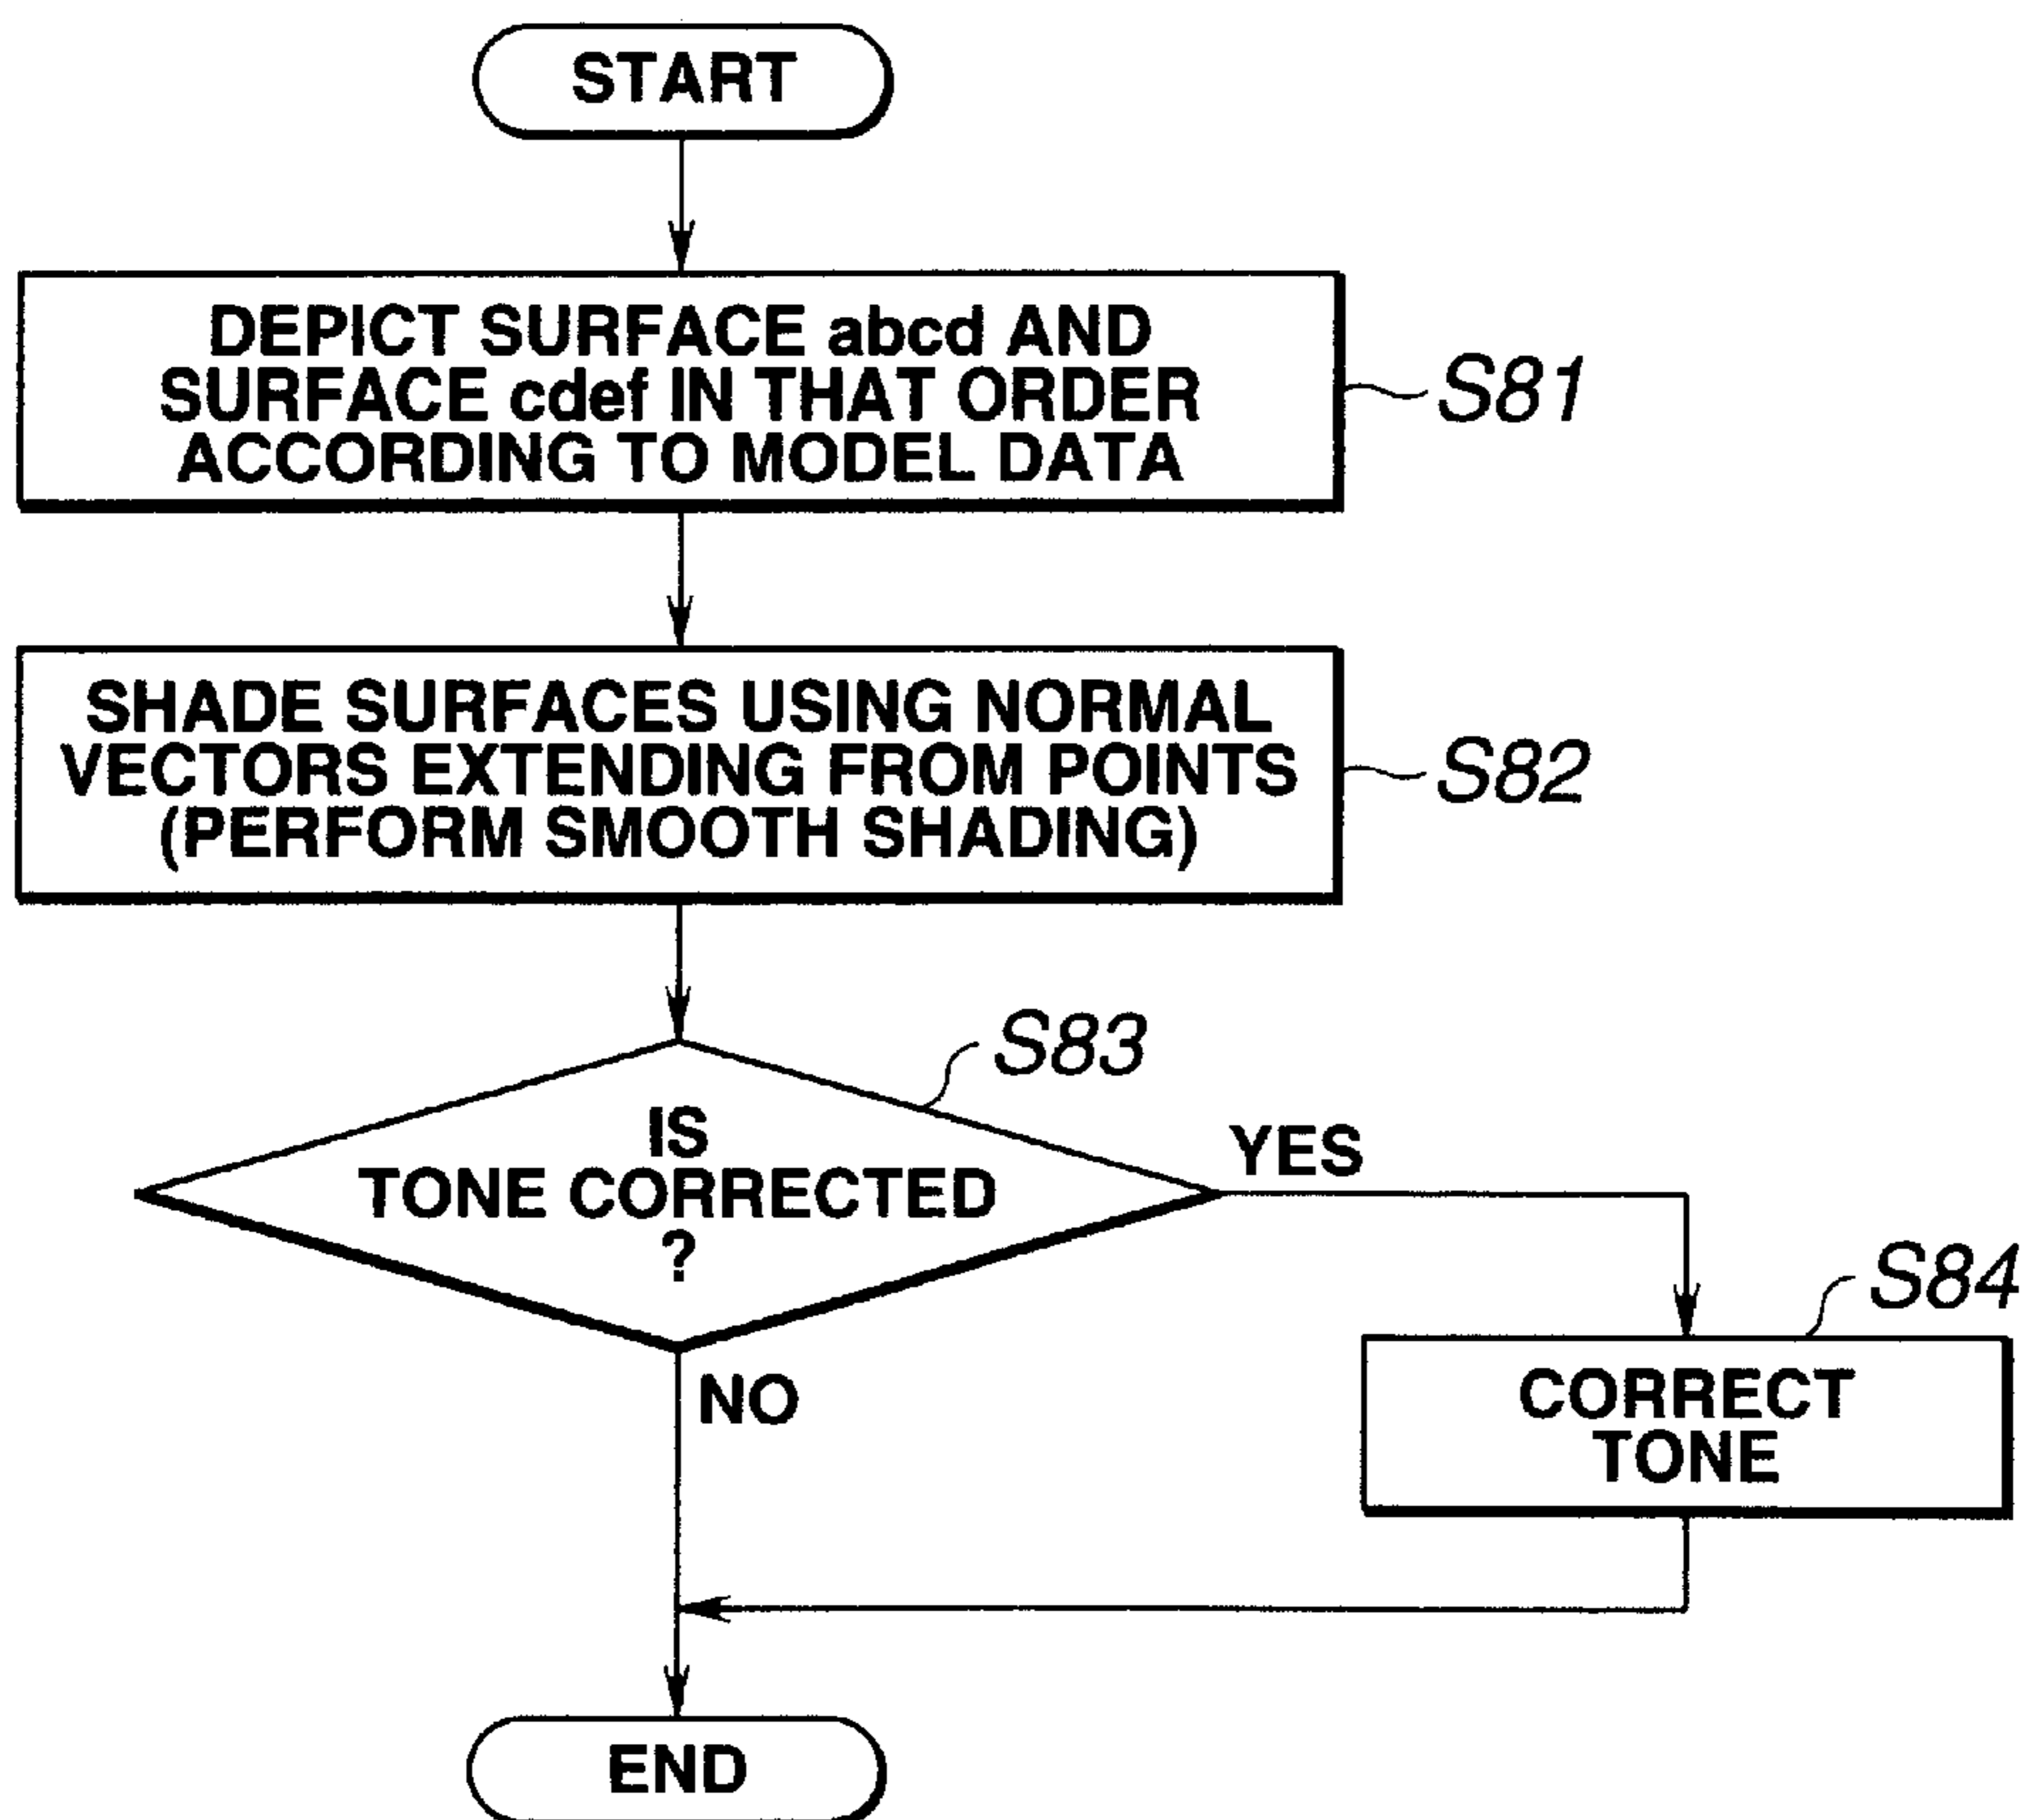 START
DEPICT SURFACE abcd AND
SURFACE cdef IN THAT ORDER
ACCORDING TO MODEL DATA
S81
SHADE SURFACES USING NORMAL
VECTORS EXTENDING FROM POINTS
(PERFORM SMOOTH SHADING)
S82
S83
IS
TONE CORRECTED
?
YES
NO
S84
CORRECT
TONE
END